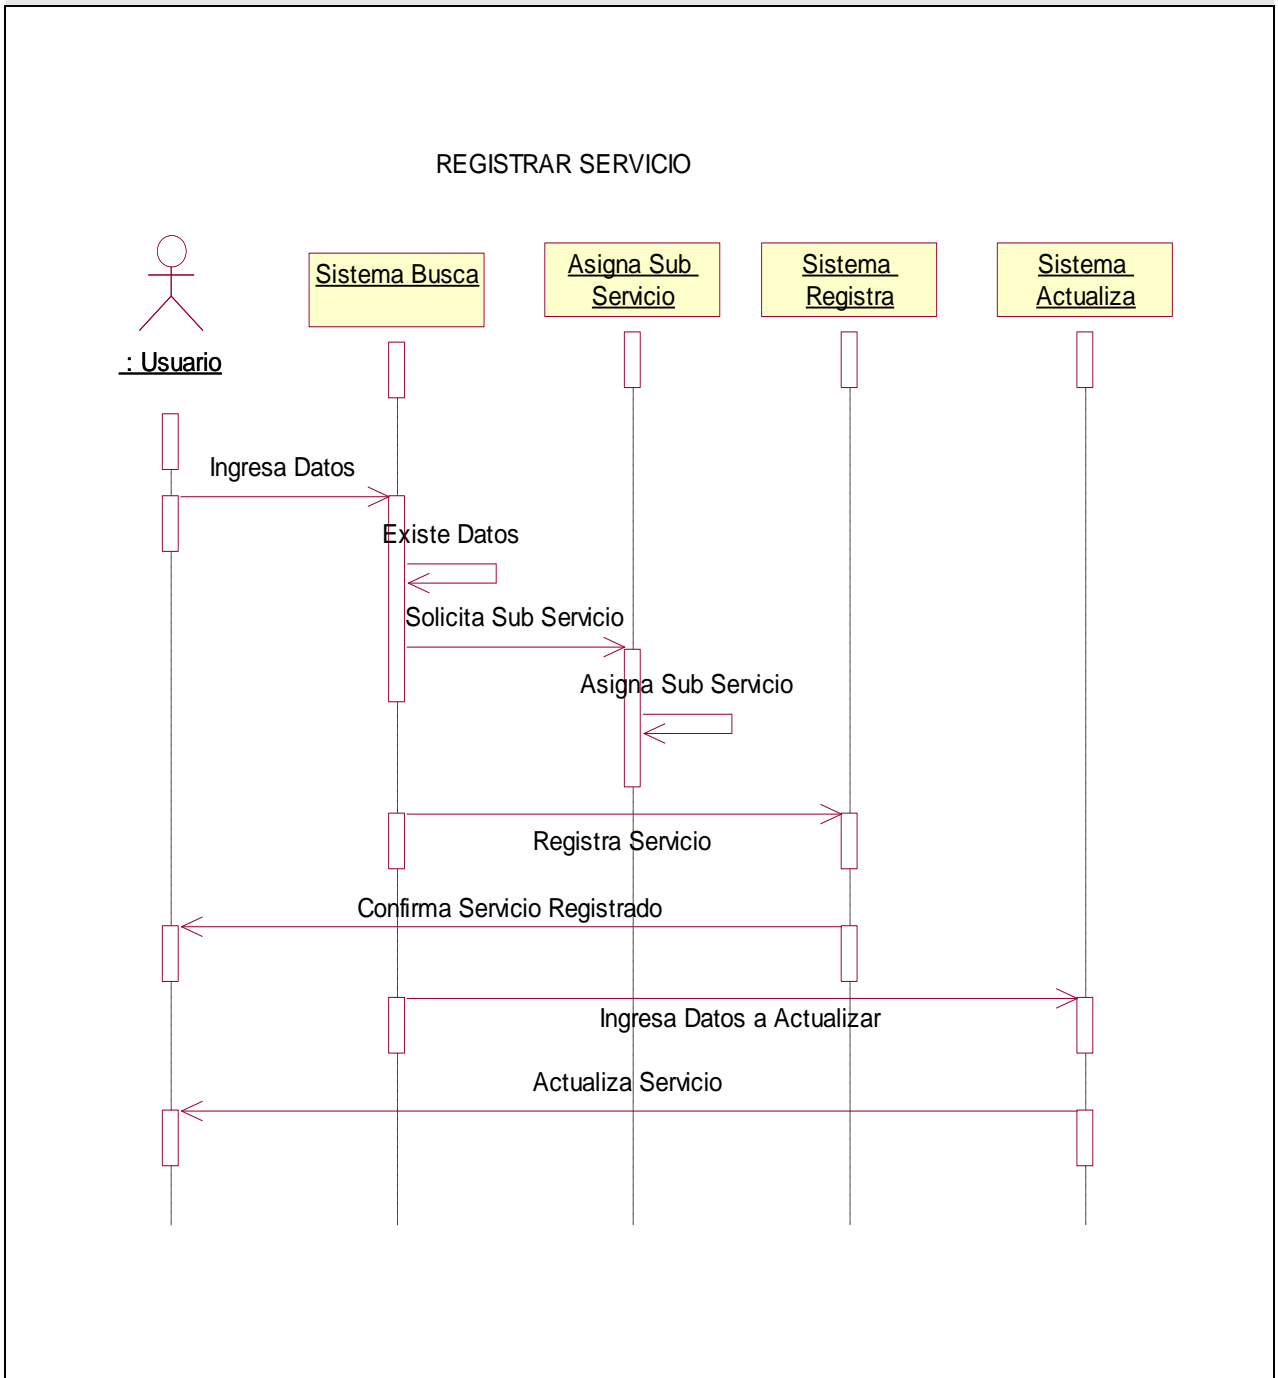 REGISTRAR SERVICIO
: Usuario
Sistema Busca
Asigna Sub
Servicio
Sistema
Registra
Sistema
Actualiza
Ingresa Datos
Existe Datos
Solicita Sub Servicio
Asigna Sub Servicio
Registra Servicio
Confirma Servicio Registrado
Ingresa Datos a Actualizar
Actualiza Servicio